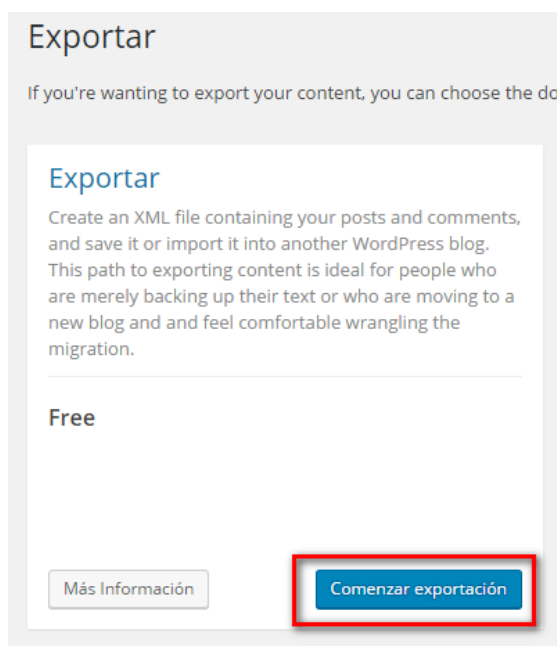 Exportar
If you're wanting to export your content, you can choose the do
Exportar
Create an XML file containing your posts and comments,
and save it or import it into another WordPress blog.
This path to exporting content is ideal for people who
are merely backing up their text or who are moving to a
new blog and and feel comfortable wrangling the
migration.
Free
Más Información
Comenzar exportación